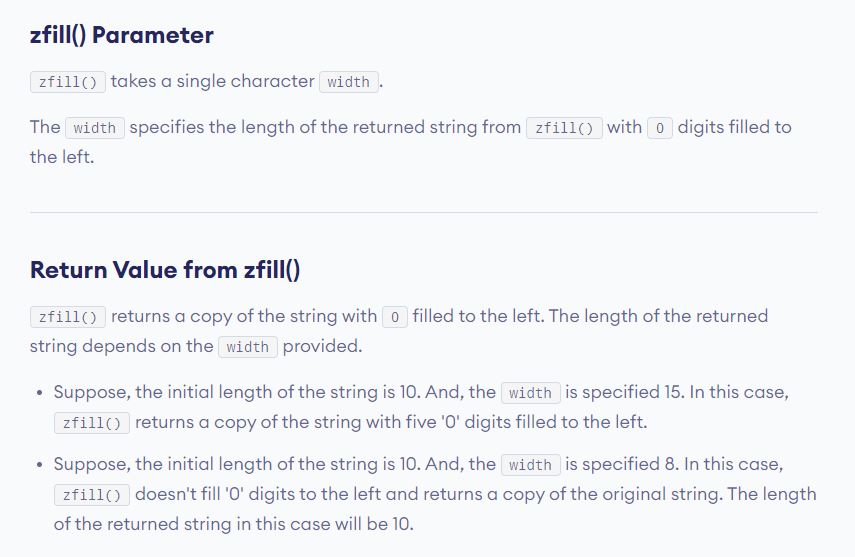 zfill() Parameter
zfill() takes a single character width.
The width specifies the length of the returned string from zfill() with 0 digits filled to
the left.
Return Value from zfill()
zfill() returns a copy of the string with 0 filled to the left. The length of the returned
string depends on the width provided.
• Suppose, the initial length of the string is 10. And, the width is specified 15. In this case,
zfill() returns a copy of the string with five '0' digits filled to the left.
• Suppose, the initial length of the string is 10. And, the width is specified 8. In this case,
zfill() doesn't fill '0' digits to the left and returns a copy of the original string. The length
of the returned string in this case will be 10.